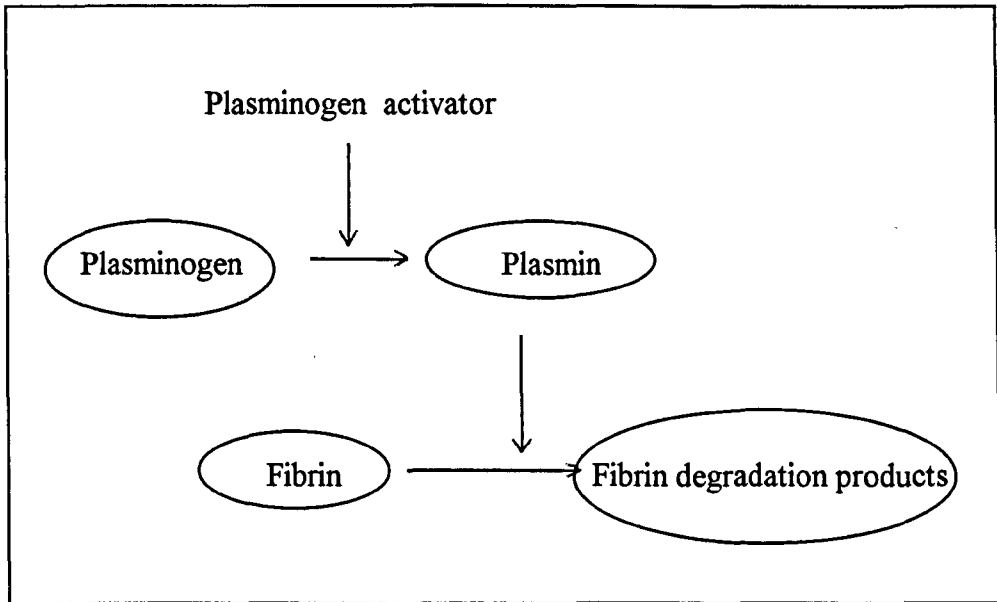 Plasminogen activator
Plasminogen
Plasmin
Fibrin
Fibrin degradation products